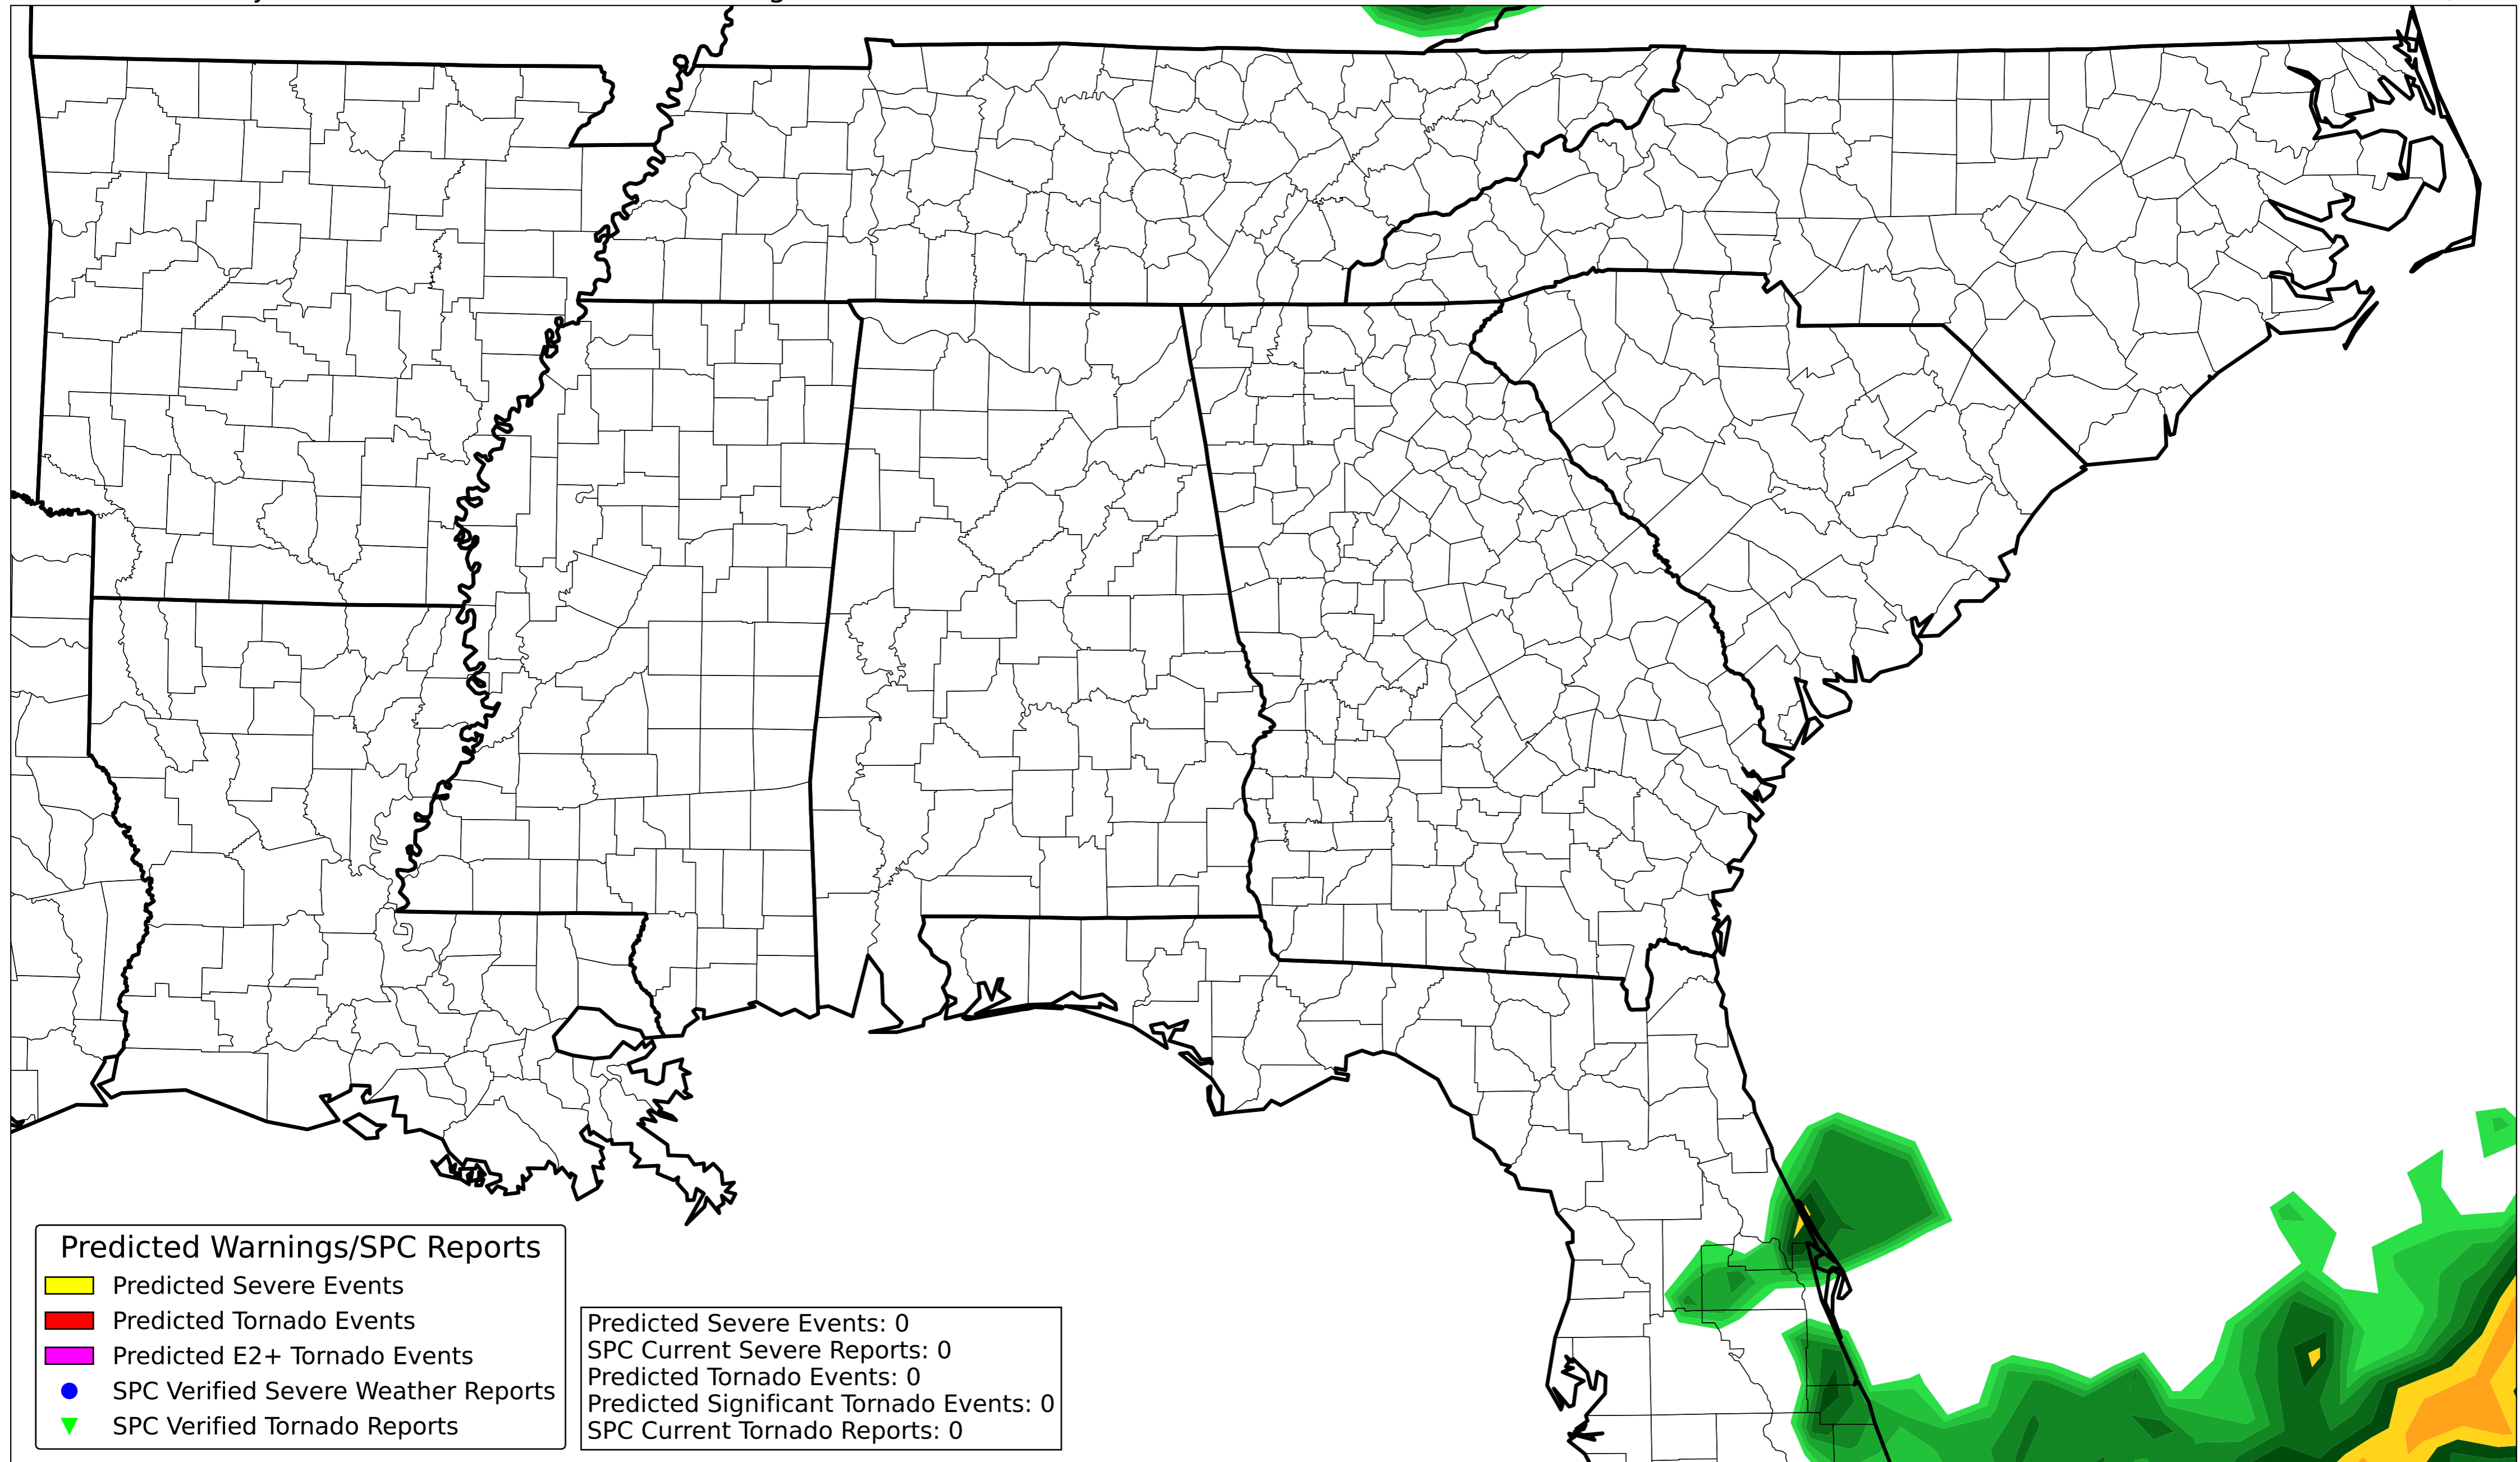 Predicted Warnings/SPC Reports
Predicted Severe Events
Predicted Tornado Events
Predicted E2+ Tornado Events
SPC Verified Severe Weather Reports
SPC Verified Tornado Reports
Predicted Severe Events: 0
SPC Current Severe Reports: 0
Predicted Tornado Events: 0
Predicted Significant Tornado Events: 0
SPC Current Tornado Reports: 0